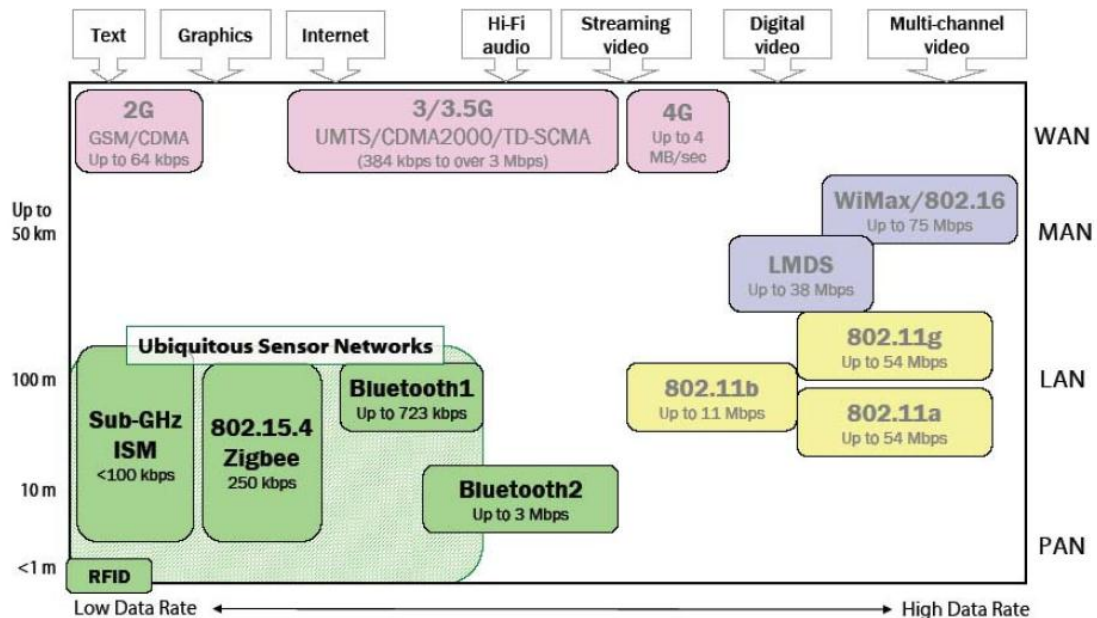 Text
Graphics
Internet
Hi-Fi
audio
Streaming
video
Digital
video
Multi-channel
video
2G
GSM/CDMA
Up to 64 kbps
3/3.5G
UMTS/CDMA2000/TD-SCMA
(384 kbps to over 3 Mbps)
4G
Up to 4
MB/sec
WAN
WiMax/802.16
Up to 75 Mbps
Up to
50 km
MAN
LMDS
Up to 38 Mbps
Ubiquitous Sensor Networks
802.11g
Up to 54 Mbps
100 m
LAN
Bluetooth1
Up to 723 kbps
802.11b
Up to 11 Mbps
802.11a
Up to 54 Mbps
Sub-GHz
ISM
<100 kbps
802.15.4
Zigbee
250 kbps
10 m
Bluetooth2
Up to 3 Mbps
PAN
<1 m
RFID
Low Data Rate
High Data Rate